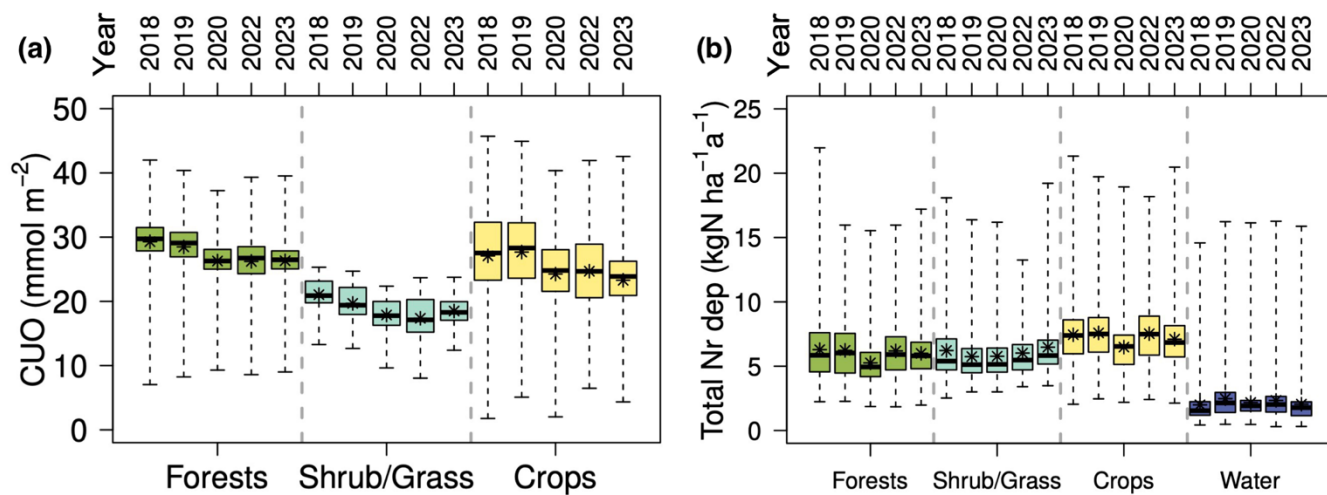 (a)
Year
2018 2019 2020 2022 2023 2018 2019 2020 2022 2023 2018 2019 2020 2022 2023
CUO (mmol m⁻²)
50
40
30
20
10
0
Forests Shrub/Grass Crops
(b)
Year
2018 2019 2020 2022 2023 2018 2019 2020 2022 2023 2018 2019 2020 2022 2023 2018 2019 2020 2022 2023
Total Nr dep (kgN ha⁻¹a⁻¹)
25
20
15
10
5
0
Forests Shrub/Grass Crops Water